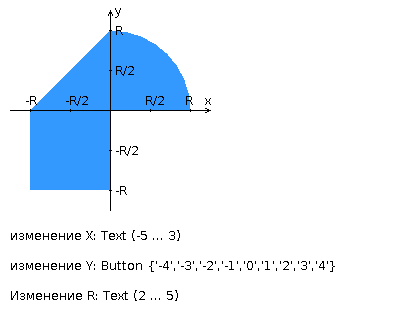 y
R
R/2
-R -R/2 R/2 R x
-R/2
-R
изменение X: Text (-5 ... 3)
изменение Y: Button {'-4','-3','-2','-1','0','1','2','3','4'}
Изменение R: Text (2 ... 5)